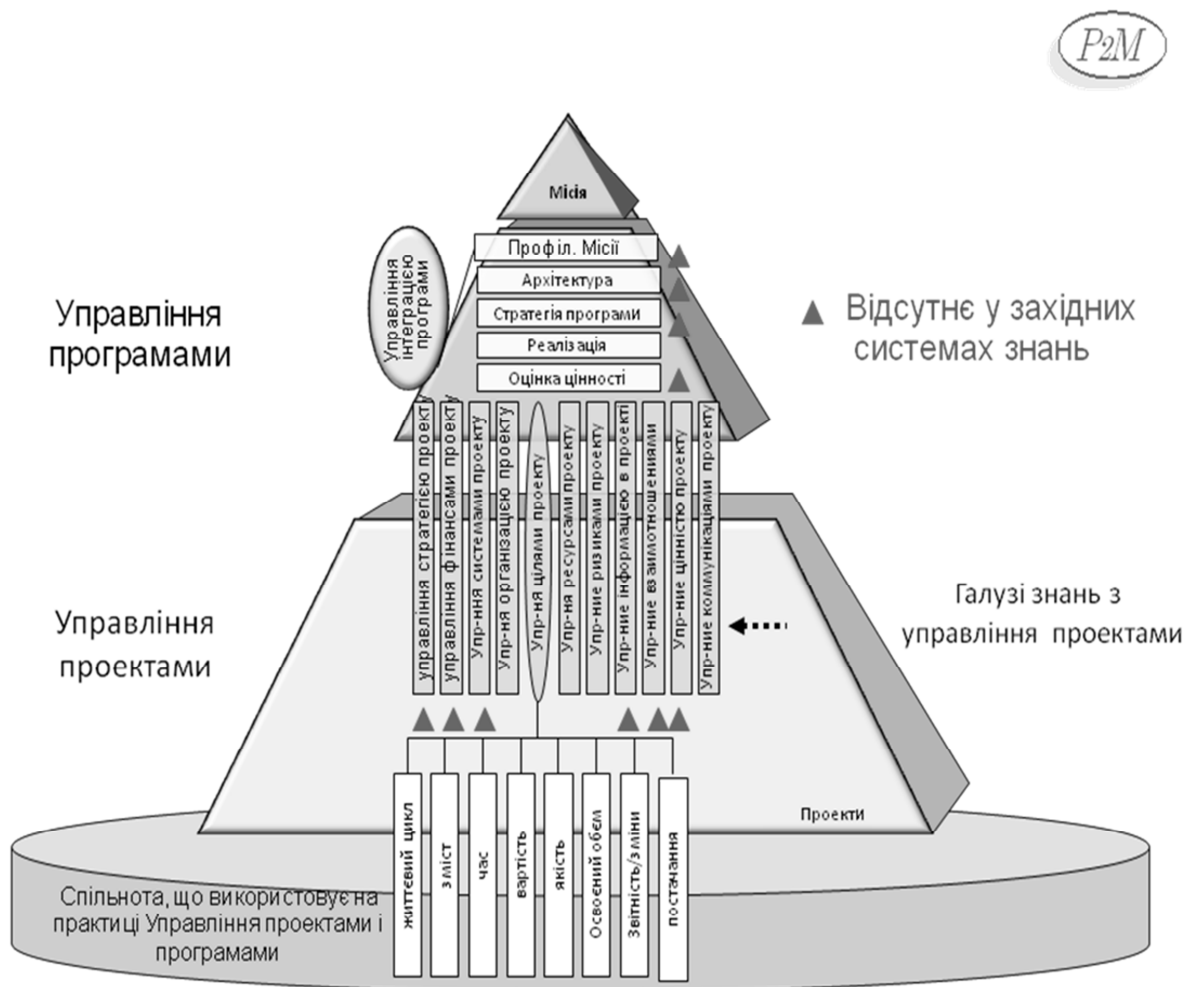 P2M
Місія
Профіл. Місії
Архітектура
Стратегія програми
Реалізація
Оцінка цінності
Управління
інтеграцією
програми
Управління
програмами
Відсутнє у західних
системах знань
управління стратегією проекту
управління фінансами проекту
Упр-ння системами проекту
Упр-ня організацією проекту
Упр-ня цілями проекту
Упр-ня ресурсами проекту
Упр-ние ризиками проекту
Упр-ние інформацією в проекті
Упр-ние взаимотношениями
Упр-ние цінністю проекту
Упр-ние коммунікаціями проекту
Управління
проектами
Галузі знань з
управління проектами
життєвий цикл
зміст
час
вартість
якість
Освоєний обєм
Звітність/зміни
постачання
Проекти
Спільнота, що використовує на
практиці Управління проектами і
програмами